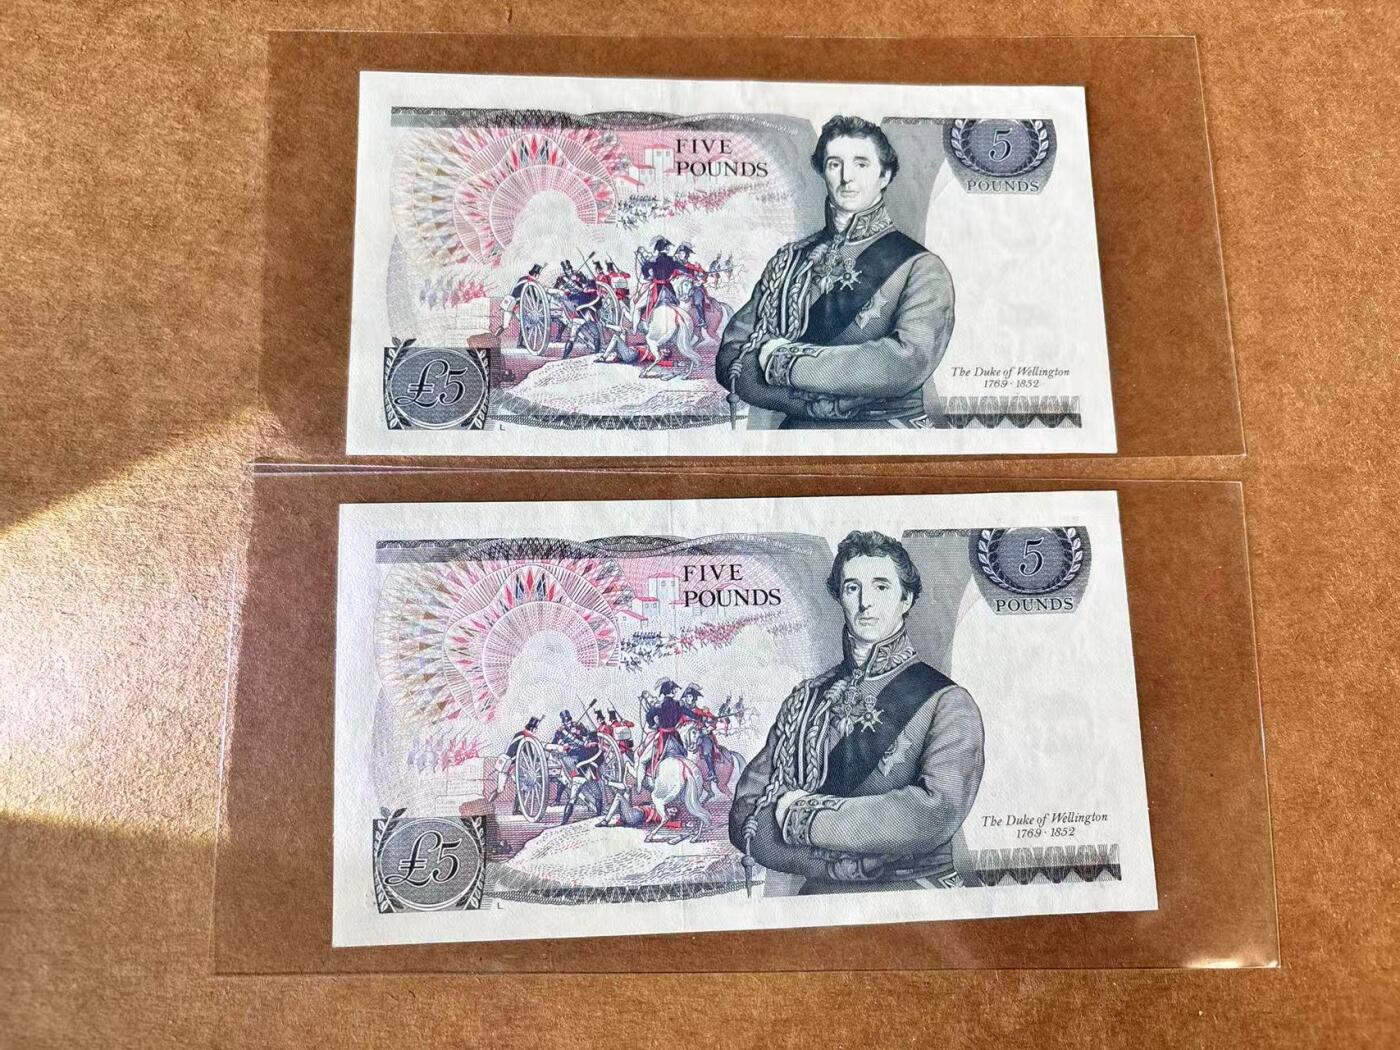 FIVE
POUNDS
5
POUNDS
£5
The Duke of Wellington
1769 · 1852
L
FIVE
POUNDS
5
POUNDS
£5
The Duke of Wellington
1769 · 1852
L